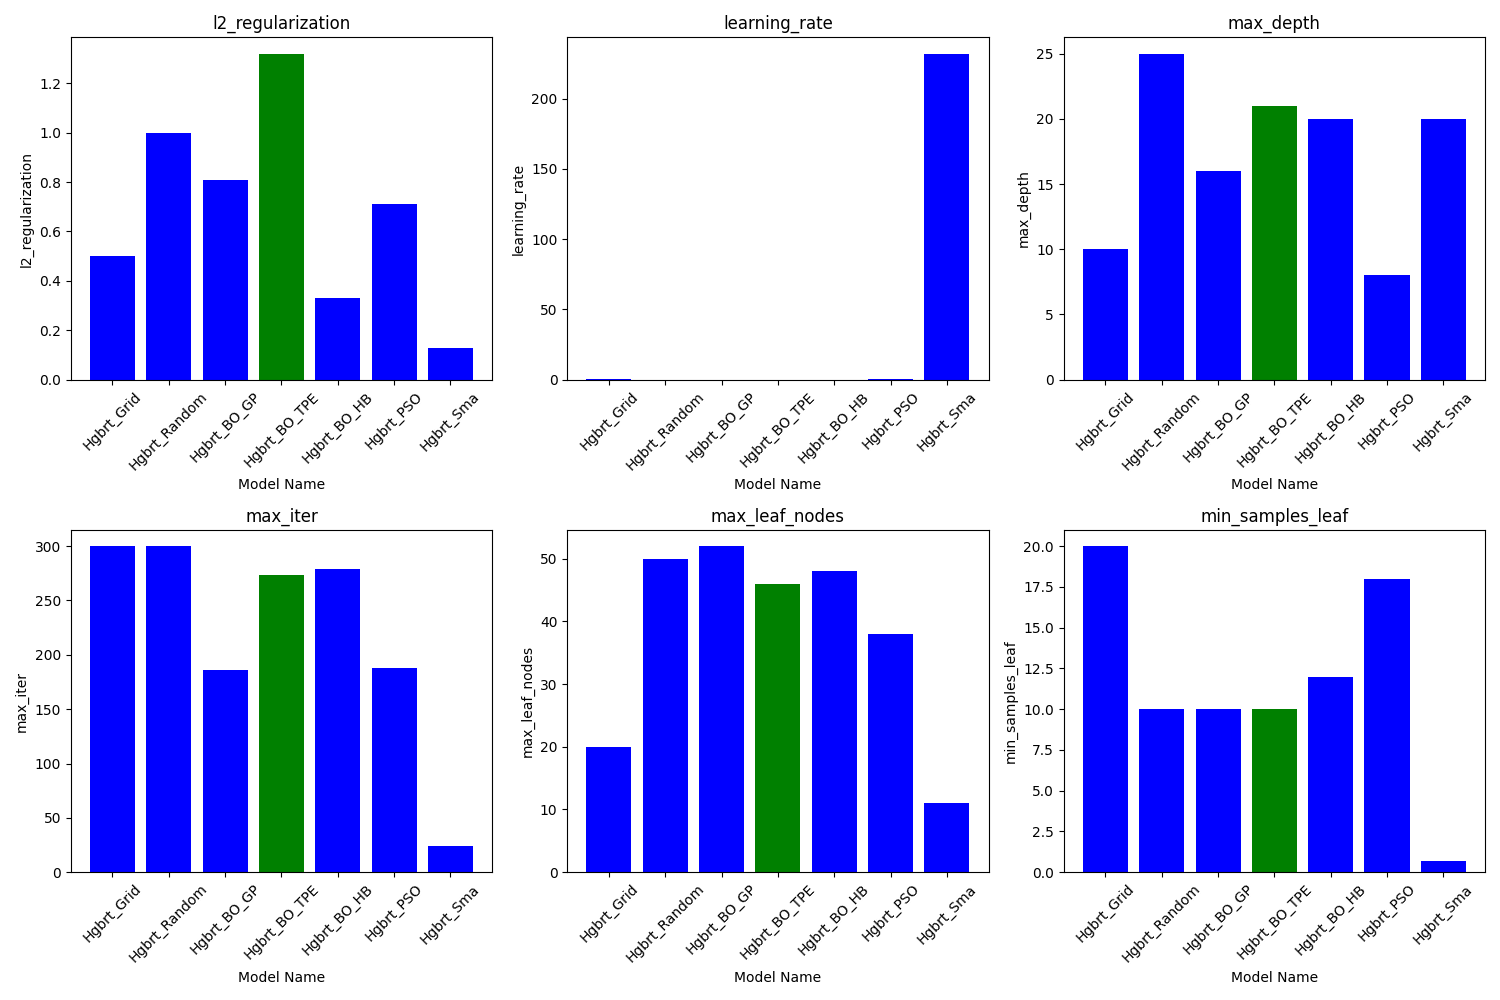 l2_regularization
l2_regularization
1.2
1.0
0.8
0.6
0.4
0.2
0.0
Hgbrt_Grid
Hgbrt_Random
Hgbrt_BO_GP
Hgbrt_BO_TPE
Hgbrt_BO_HB
Hgbrt_PSO
Hgbrt_Sma
Model Name
learning_rate
learning_rate
200
150
100
50
0
Hgbrt_Grid
Hgbrt_Random
Hgbrt_BO_GP
Hgbrt_BO_TPE
Hgbrt_BO_HB
Hgbrt_PSO
Hgbrt_Sma
Model Name
max_depth
max_depth
25
20
15
10
5
0
Hgbrt_Grid
Hgbrt_Random
Hgbrt_BO_GP
Hgbrt_BO_TPE
Hgbrt_BO_HB
Hgbrt_PSO
Hgbrt_Sma
Model Name
max_iter
max_iter
300
250
200
150
100
50
0
Hgbrt_Grid
Hgbrt_Random
Hgbrt_BO_GP
Hgbrt_BO_TPE
Hgbrt_BO_HB
Hgbrt_PSO
Hgbrt_Sma
Model Name
max_leaf_nodes
max_leaf_nodes
50
40
30
20
10
0
Hgbrt_Grid
Hgbrt_Random
Hgbrt_BO_GP
Hgbrt_BO_TPE
Hgbrt_BO_HB
Hgbrt_PSO
Hgbrt_Sma
Model Name
min_samples_leaf
min_samples_leaf
20.0
17.5
15.0
12.5
10.0
7.5
5.0
2.5
0.0
Hgbrt_Grid
Hgbrt_Random
Hgbrt_BO_GP
Hgbrt_BO_TPE
Hgbrt_BO_HB
Hgbrt_PSO
Hgbrt_Sma
Model Name